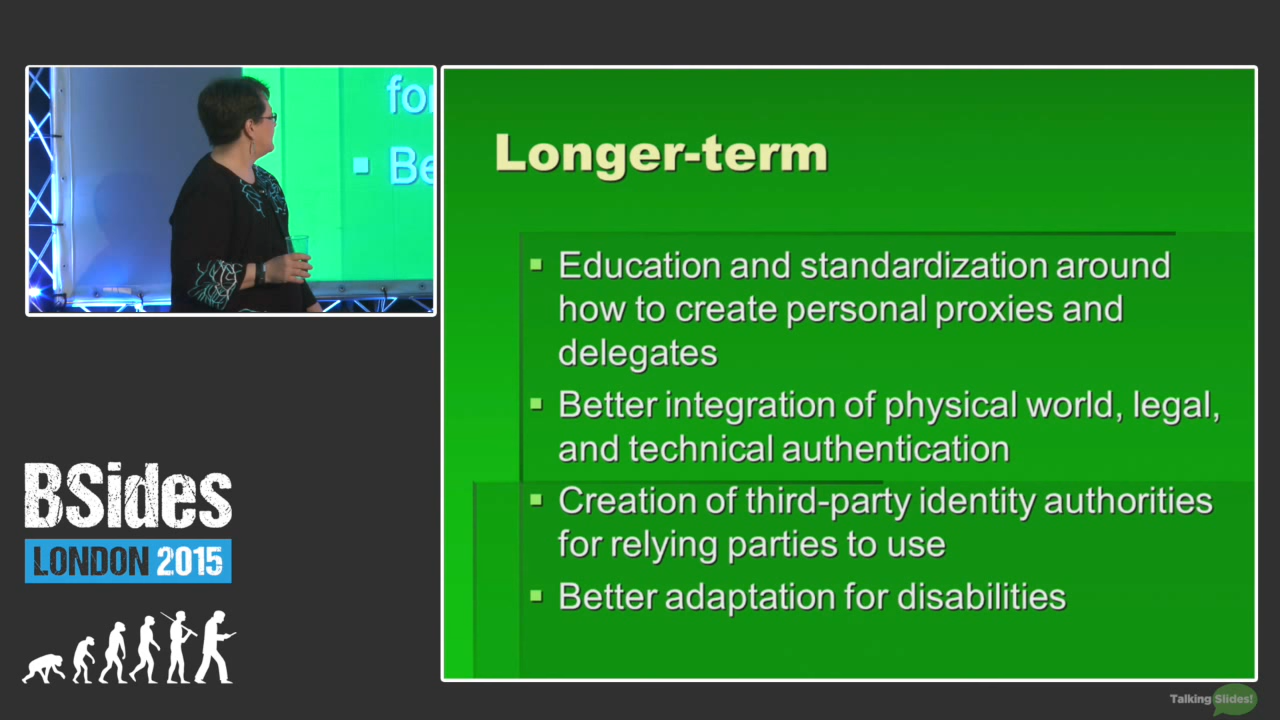 for
Be
Longer-term
▪ Education and standardization around
how to create personal proxies and
delegates
▪ Better integration of physical world, legal,
and technical authentication
▪ Creation of third-party identity authorities
for relying parties to use
▪ Better adaptation for disabilities
BSides
LONDON 2015
Talking Slides!